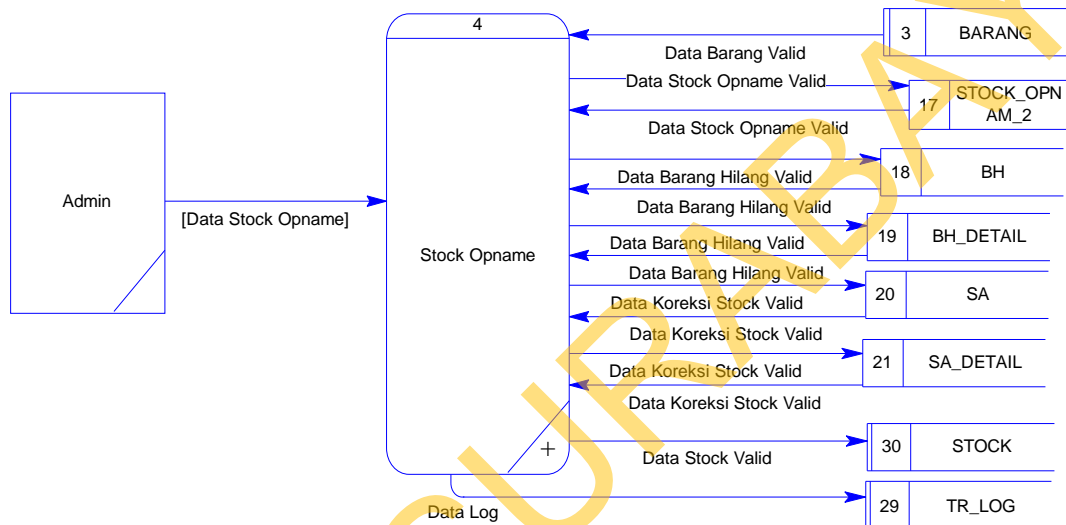 4
3 BARANG
Data Barang Valid
Data Stock Opname Valid
17 STOCK_OPN
AM_2
Data Stock Opname Valid
18 BH
Data Barang Hilang Valid
Admin
Data Barang Hilang Valid
[Data Stock Opname]
19 BH_DETAIL
Data Barang Hilang Valid
Stock Opname
Data Barang Hilang Valid
20 SA
Data Koreksi Stock Valid
Data Koreksi Stock Valid
21 SA_DETAIL
Data Koreksi Stock Valid
Data Koreksi Stock Valid
+
30 STOCK
Data Stock Valid
29 TR_LOG
Data Log
SURABAY